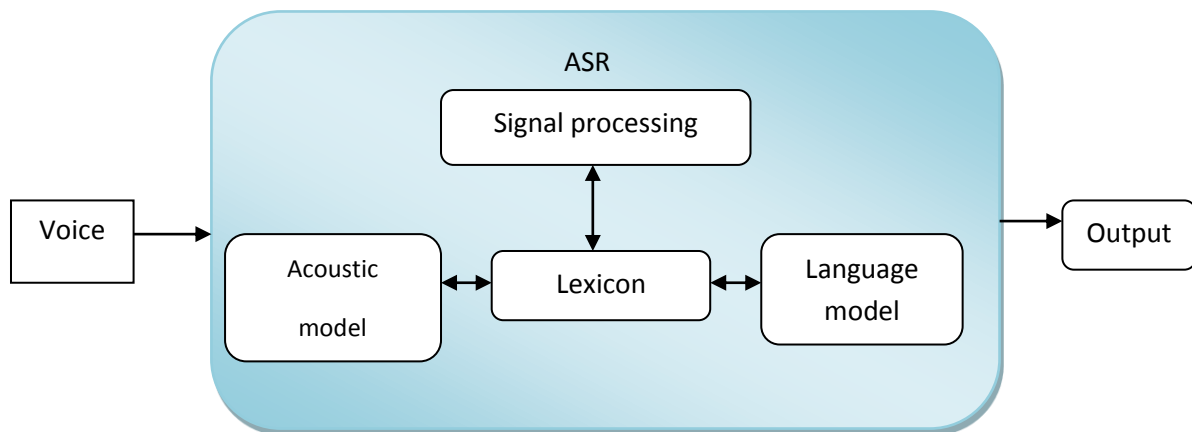 ASR
Signal processing
Voice
Acoustic
model
Lexicon
Language
model
Output